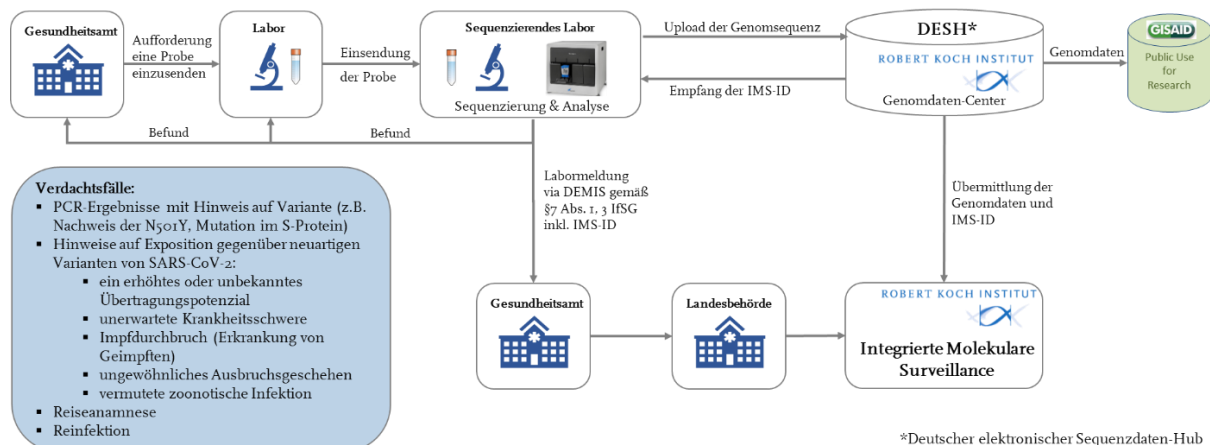 Gesundheitsamt
Aufforderung
eine Probe
einzusenden
Labor
Einsendung
der Probe
Sequenzierendes Labor
Sequenzierung & Analyse
Upload der Genomsequenz
Empfang der IMS-ID
DESH*
ROBERT KOCH INSTITUT
Genomdaten-Center
Genomdaten
GISAID
Public Use
for
Research
Befund
Befund
Labormeldung
via DEMIS gemäß
§7 Abs. 1, 3 IfSG
inkl. IMS-ID
Übermittlung der
Genomdaten und
IMS-ID
Verdachtsfälle:
▪ PCR-Ergebnisse mit Hinweis auf Variante (z.B.
Nachweis der N501Y, Mutation im S-Protein)
▪ Hinweise auf Exposition gegenüber neuartigen
Varianten von SARS-CoV-2:
▪ ein erhöhtes oder unbekanntes
Übertragungspotenzial
▪ unerwartete Krankheitsschwere
▪ Impfdurchbruch (Erkrankung von
Geimpften)
▪ ungewöhnliches Ausbruchsgeschehen
▪ vermutete zoonotische Infektion
▪ Reiseanamnese
▪ Reinfektion
Gesundheitsamt
Landesbehörde
ROBERT KOCH INSTITUT
Integrierte Molekulare
Surveillance
*Deutscher elektronischer Sequenzdaten-Hub